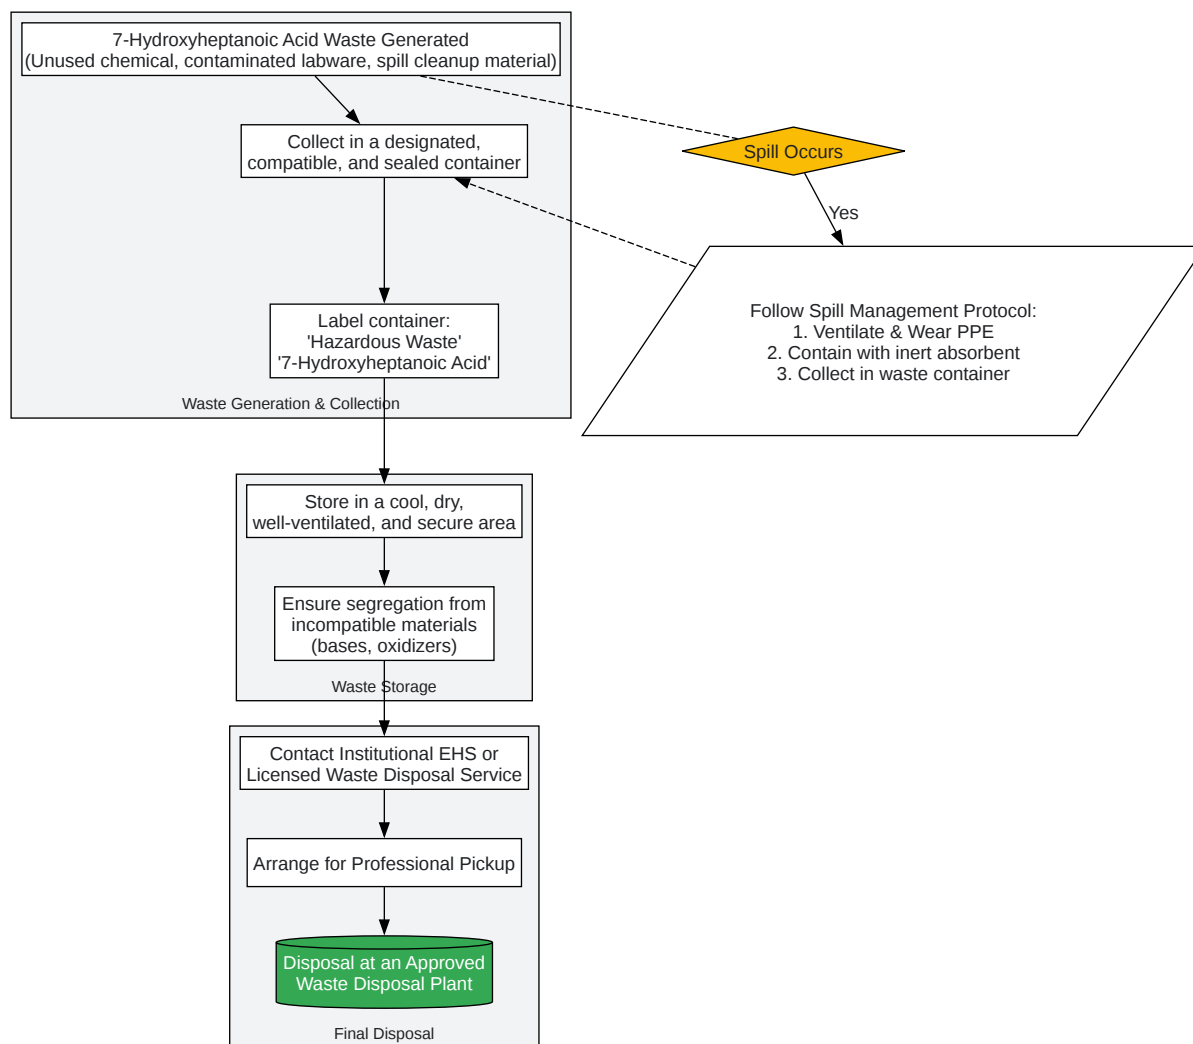 7-Hydroxyheptanoic Acid Waste Generated
(Unused chemical, contaminated labware, spill cleanup material)
Collect in a designated,
compatible, and sealed container
Spill Occurs
Yes
Follow Spill Management Protocol:
1. Ventilate & Wear PPE
2. Contain with inert absorbent
3. Collect in waste container
Label container:
'Hazardous Waste'
'7-Hydroxyheptanoic Acid'
Waste Generation & Collection
Store in a cool, dry,
well-ventilated, and secure area
Ensure segregation from
incompatible materials
(bases, oxidizers)
Waste Storage
Contact Institutional EHS or
Licensed Waste Disposal Service
Arrange for Professional Pickup
Disposal at an Approved
Waste Disposal Plant
Final Disposal